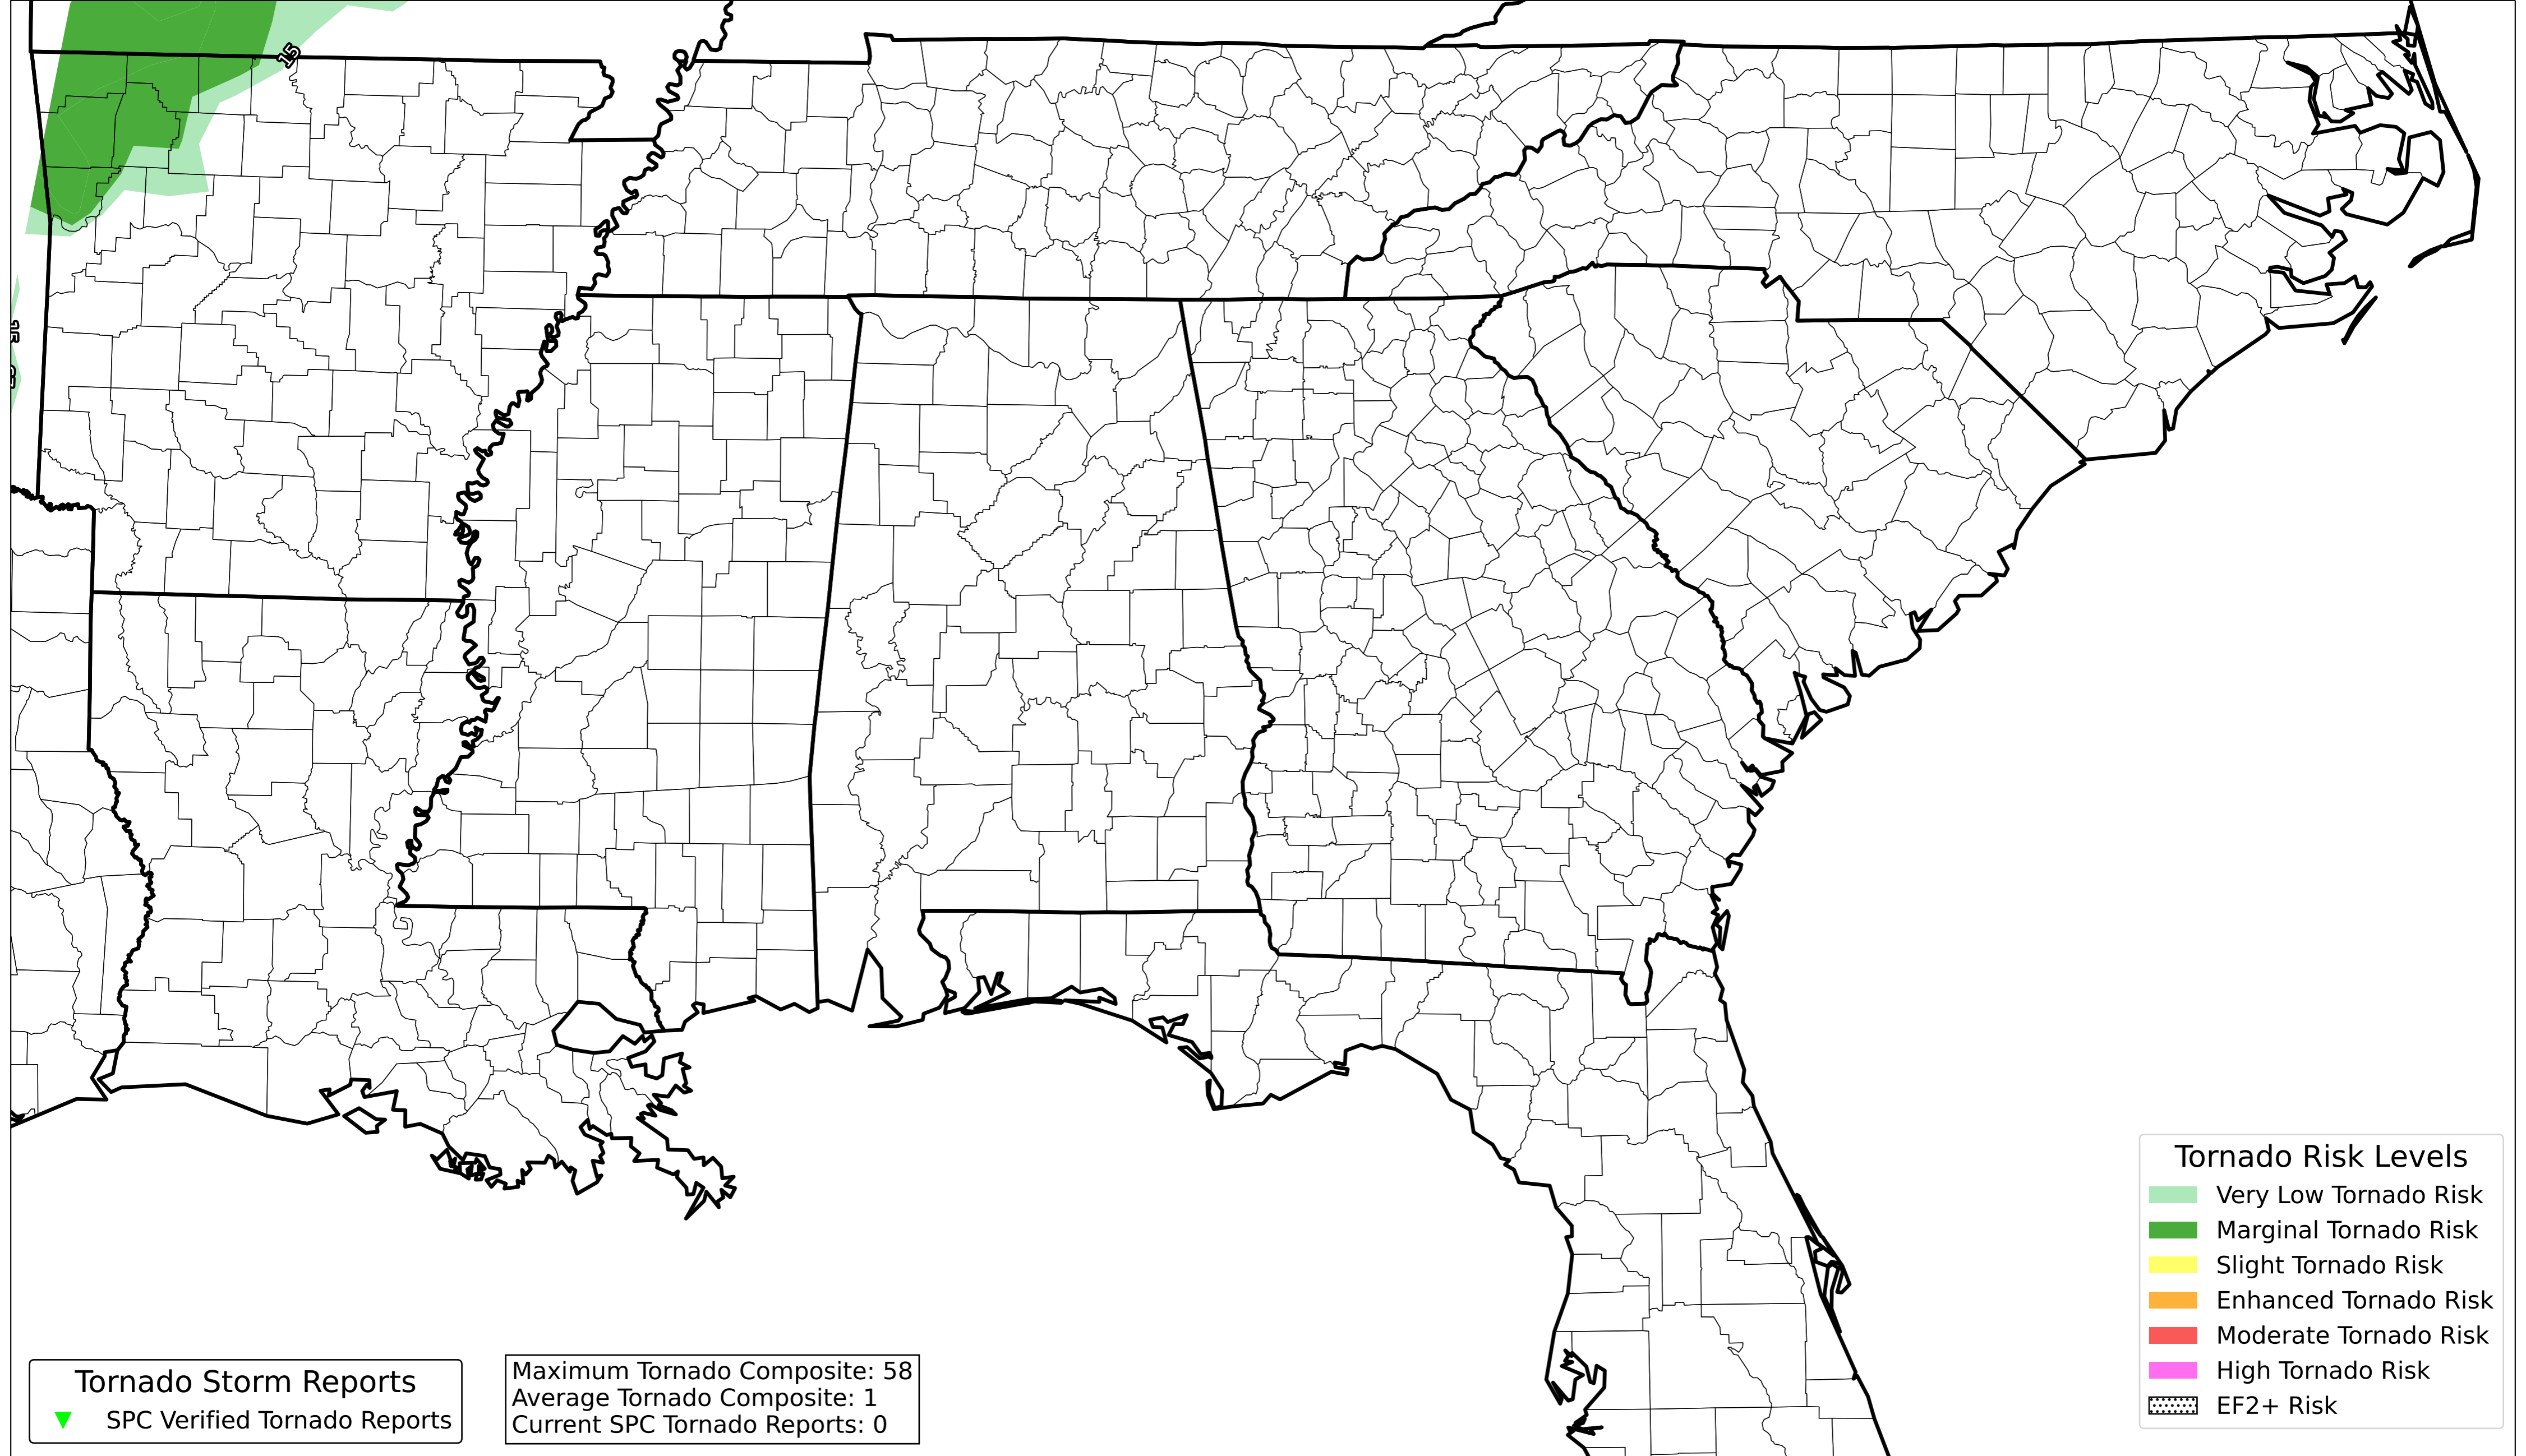 15
15
Tornado Risk Levels
Very Low Tornado Risk
Marginal Tornado Risk
Slight Tornado Risk
Enhanced Tornado Risk
Moderate Tornado Risk
High Tornado Risk
EF2+ Risk
Tornado Storm Reports
SPC Verified Tornado Reports
Maximum Tornado Composite: 58
Average Tornado Composite: 1
Current SPC Tornado Reports: 0